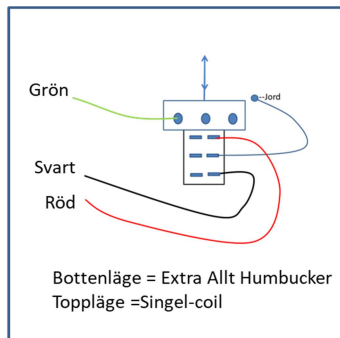 Grön
--Jord
Svart
Röd
Bottenläge = Extra Allt Humbucker
Toppläge =Singel-coil